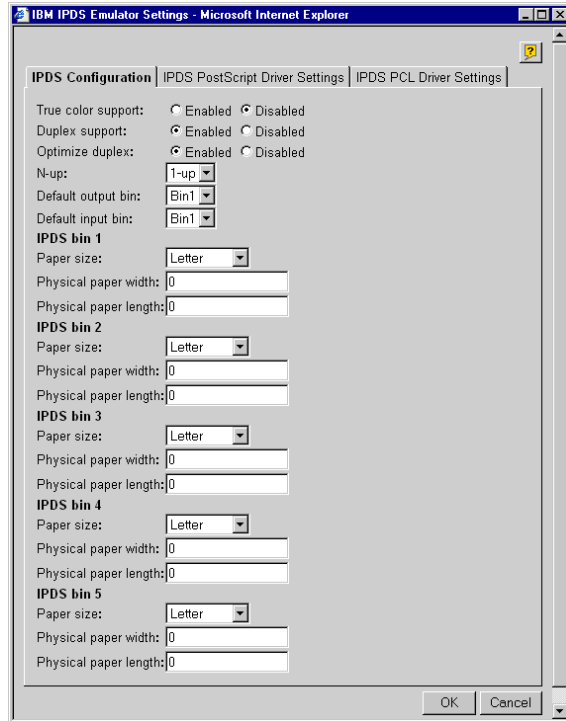 IBM IPDS Emulator Settings - Microsoft Internet Explorer
?
IPDS Configuration IPDS PostScript Driver Settings IPDS PCL Driver Settings
True color support: Enabled Disabled
Duplex support: Enabled Disabled
Optimize duplex: Enabled Disabled
N-up: 1-up
Default output bin: Bin1
Default input bin: Bin1
IPDS bin 1
Paper size: Letter
Physical paper width: 0
Physical paper length: 0
IPDS bin 2
Paper size: Letter
Physical paper width: 0
Physical paper length: 0
IPDS bin 3
Paper size: Letter
Physical paper width: 0
Physical paper length: 0
IPDS bin 4
Paper size: Letter
Physical paper width: 0
Physical paper length: 0
IPDS bin 5
Paper size: Letter
Physical paper width: 0
Physical paper length: 0
OK Cancel